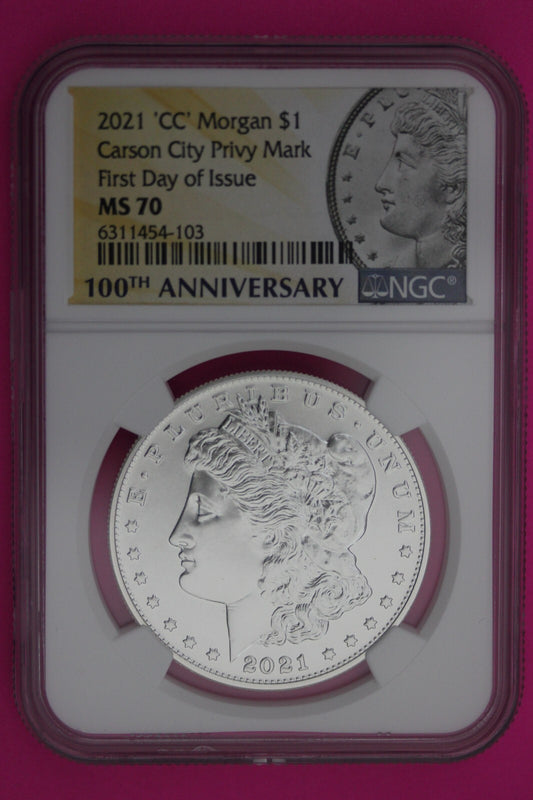 2021 'CC' Morgan $1
Carson City Privy Mark
First Day of Issue
MS 70
6311454-103
100TH ANNIVERSARY
NGC®
E · PLURIBUS · UNUM
LIBERTY
2021